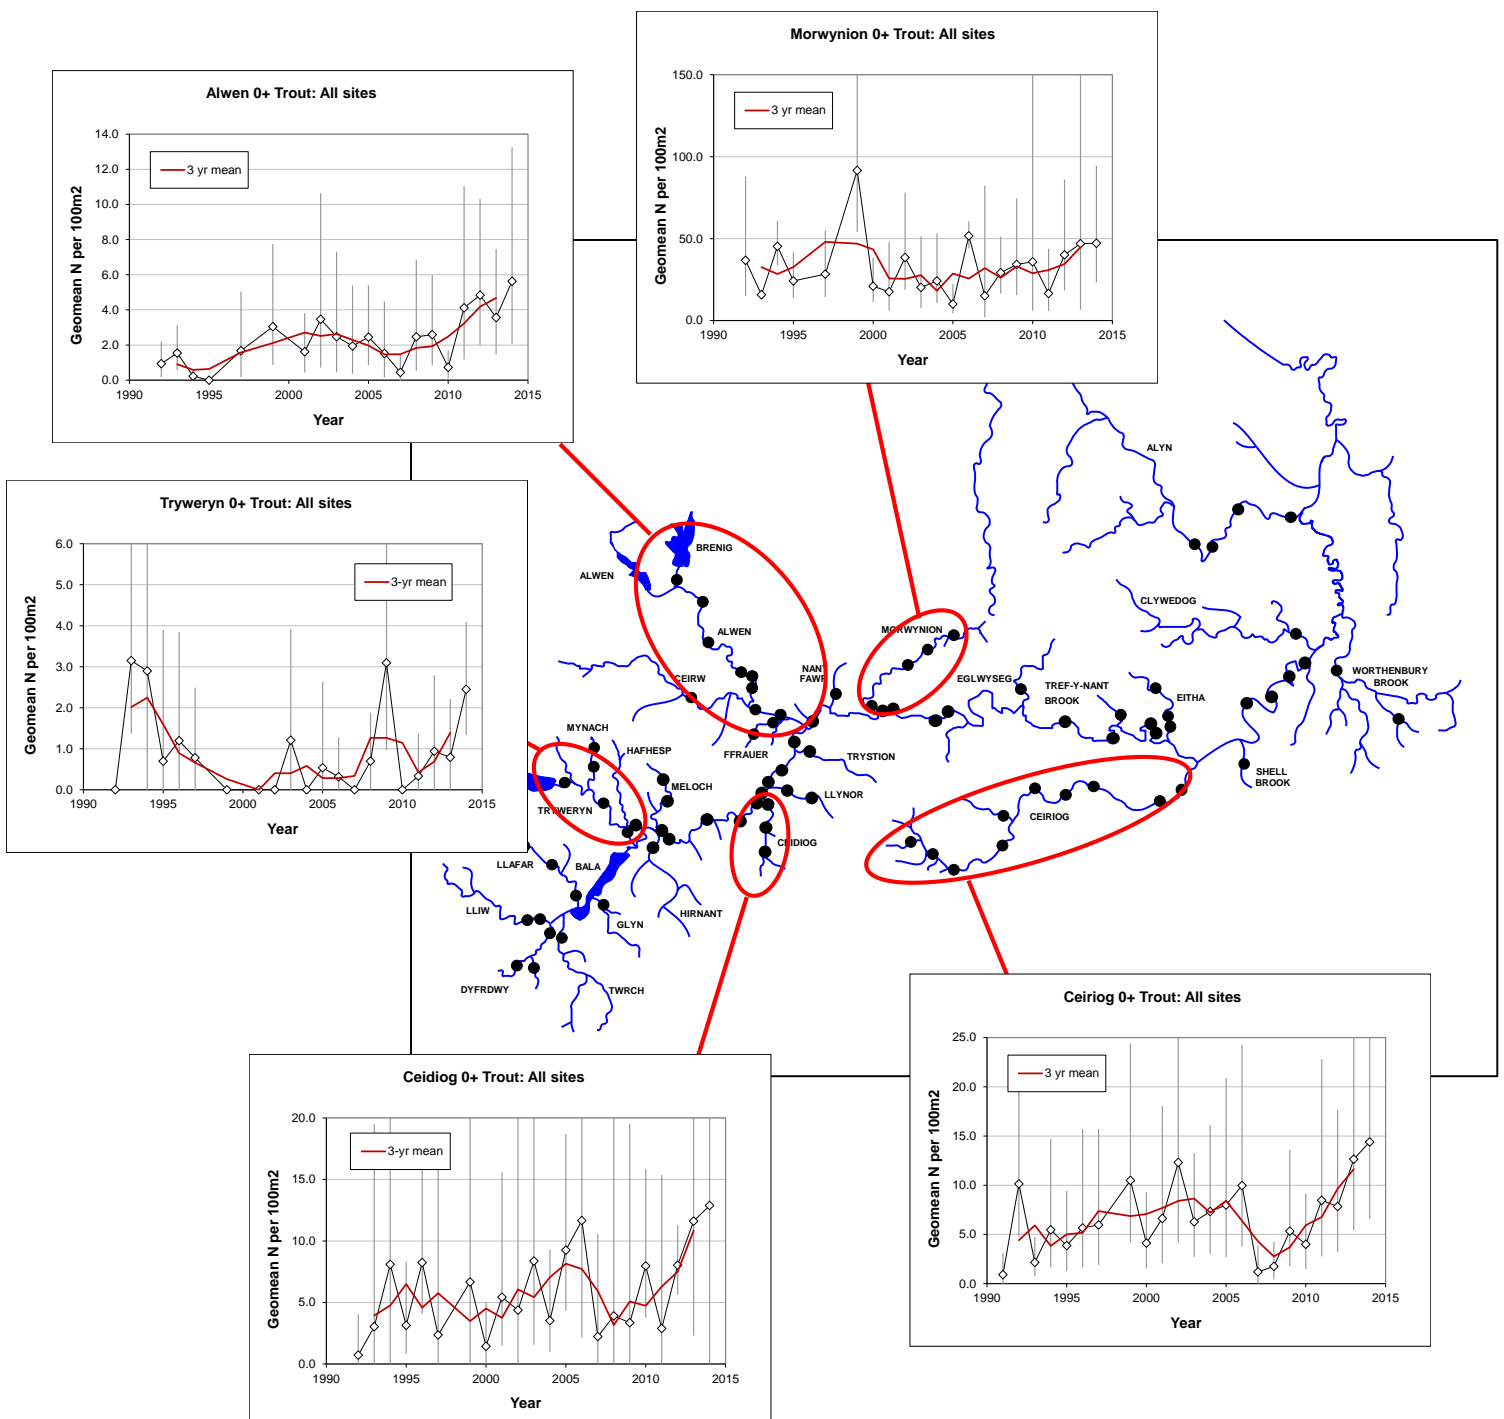 Morwynion 0+ Trout: All sites
150.0
100.0
50.0
0.0
Geomean N per 100m2
3 yr mean
1990
1995
2000
2005
2010
2015
Year
Alwen 0+ Trout: All sites
14.0
12.0
10.0
8.0
6.0
4.0
2.0
0.0
Geomean N per 100m2
3 yr mean
1990
1995
2000
2005
2010
2015
Year
Tryweryn 0+ Trout: All sites
6.0
5.0
4.0
3.0
2.0
1.0
0.0
Geomean N per 100m2
3-yr mean
1990
1995
2000
2005
2010
2015
Year
ALYN
BRENIG
ALWEN
CLYWEDOG
ALWEN
MORWYNION
NANT
FAWR
CEIRW
EGLWYSEG
TREF-Y-NANT
BROOK
EITHA
WORTHENBURY
BROOK
MYNACH
HAFHESP
FFRAUER
TRYSTION
SHELL
BROOK
MELOCH
LLYNOR
TRYWERYN
CEIRIOG
CEIDIOG
LLAFAR
BALA
LLIW
GLYN
HIRNANT
DYFRDWY
TWRCH
Ceidiog 0+ Trout: All sites
20.0
15.0
10.0
5.0
0.0
Geomean N per 100m2
3-yr mean
1990
1995
2000
2005
2010
2015
Year
Ceiriog 0+ Trout: All sites
25.0
20.0
15.0
10.0
5.0
0.0
Geomean N per 100m2
3 yr mean
1990
1995
2000
2005
2010
2015
Year